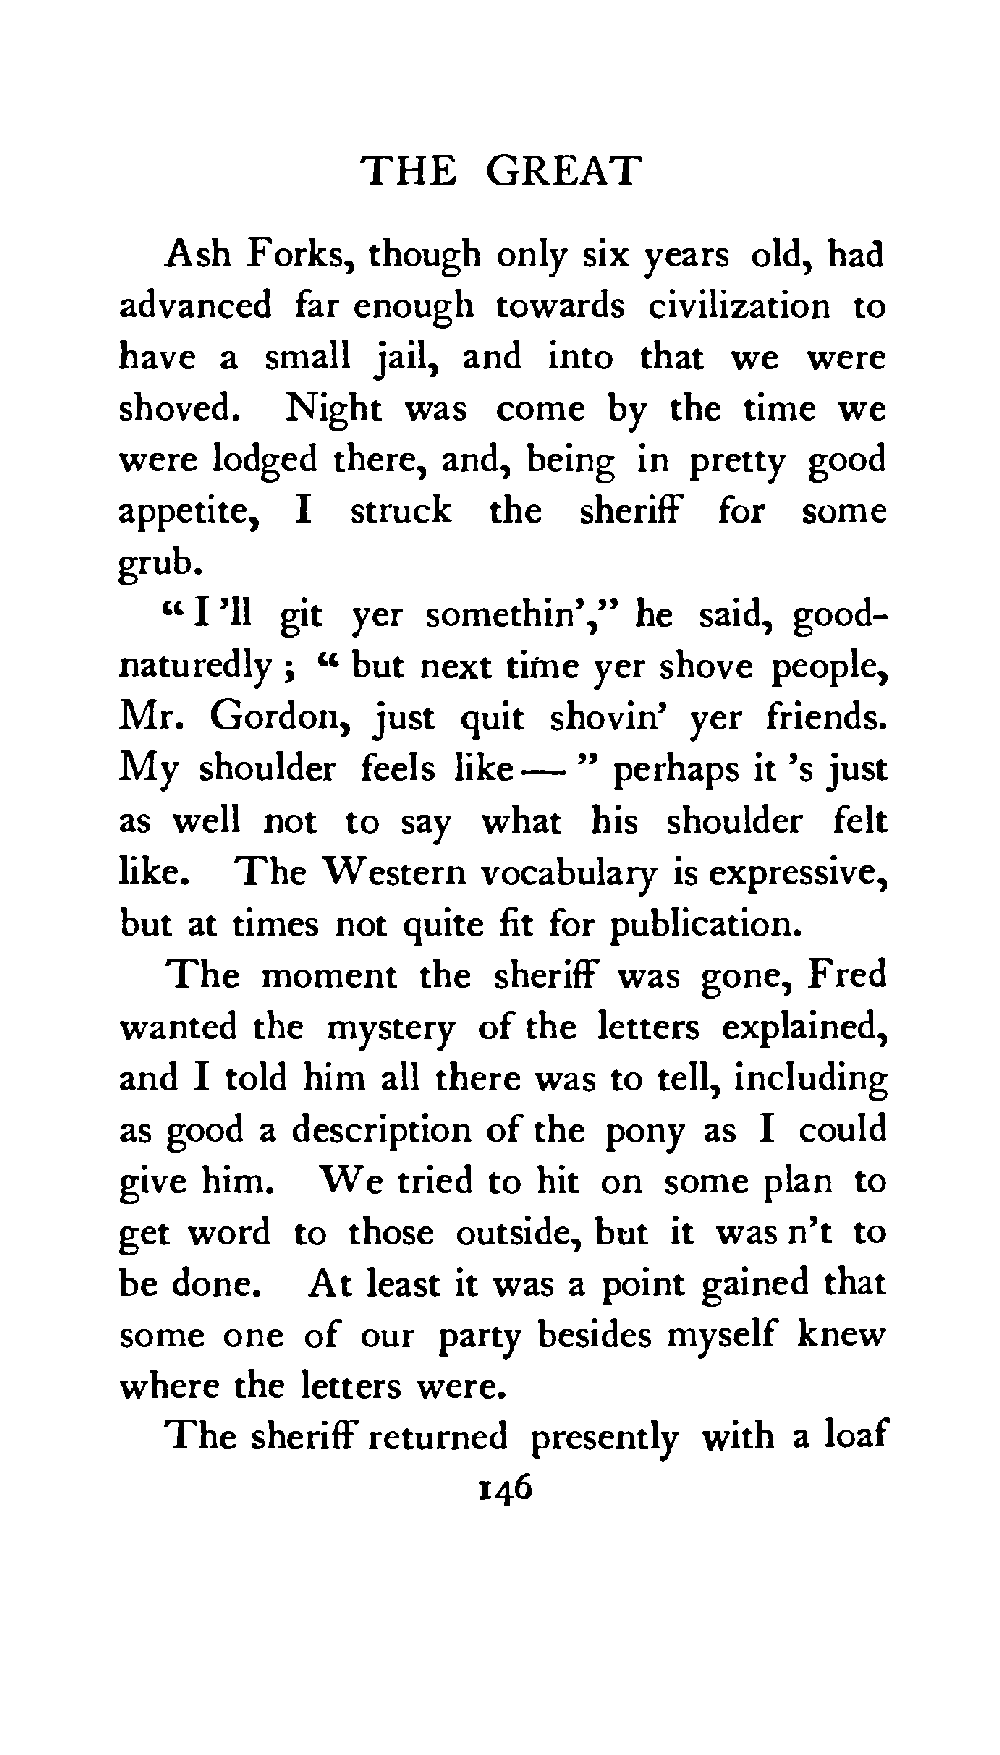 THE GREAT
Ash Forks, though only six years old, had
advanced far enough towards civilization to
have a small jail, and into that we were
shoved. Night was come by the time we
were lodged there, and, being in pretty good
appetite, I struck the sheriff for some
grub.
“I 'll git yer somethin',” he said, good-
naturedly; “but next time yer shove people,
Mr. Gordon, just quit shovin' yer friends.
My shoulder feels like—” perhaps it 's just
as well not to say what his shoulder felt
like. The Western vocabulary is expressive,
but at times not quite fit for publication.
The moment the sheriff was gone, Fred
wanted the mystery of the letters explained,
and I told him all there was to tell, including
as good a description of the pony as I could
give him. We tried to hit on some plan to
get word to those outside, but it was n't to
be done. At least it was a point gained that
some one of our party besides myself knew
where the letters were.
The sheriff returned presently with a loaf
146